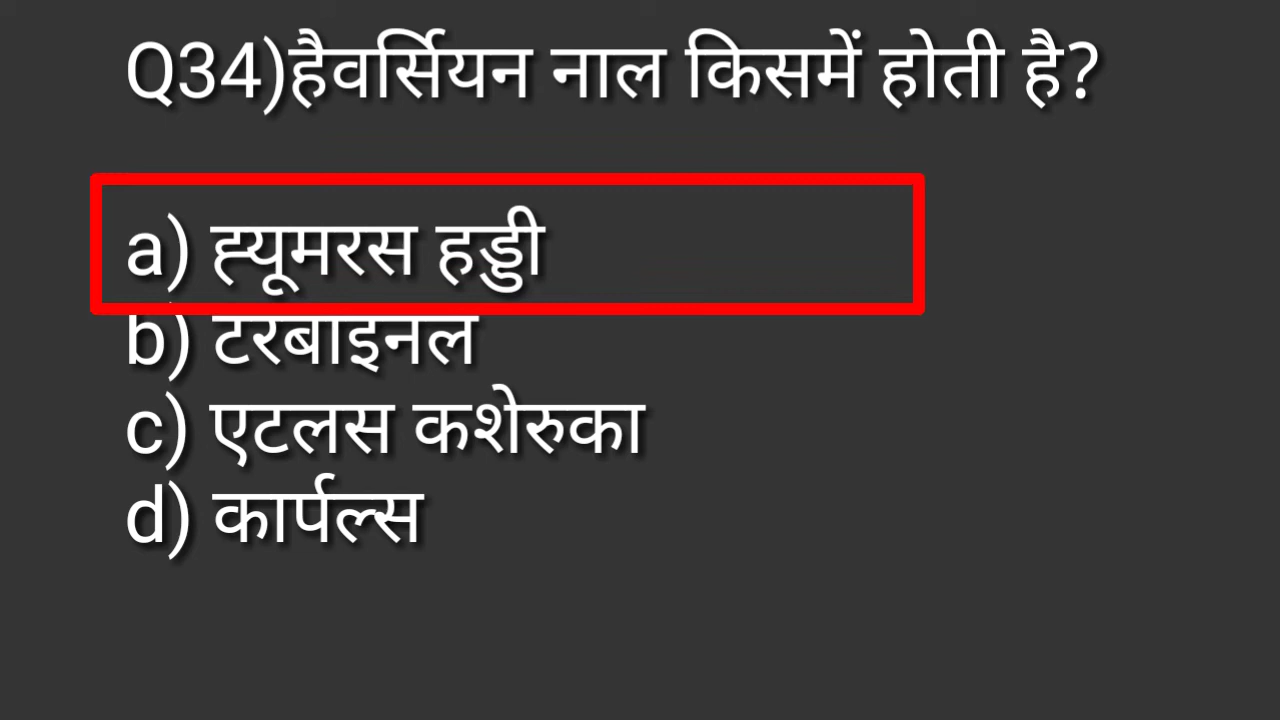 Q34)हैवर्सियन नाल किसमें होती है?
a) ह्यूमरस हड्डी
b) टरबाइनल
c) एटलस कशेरुका
d) कार्पल्स